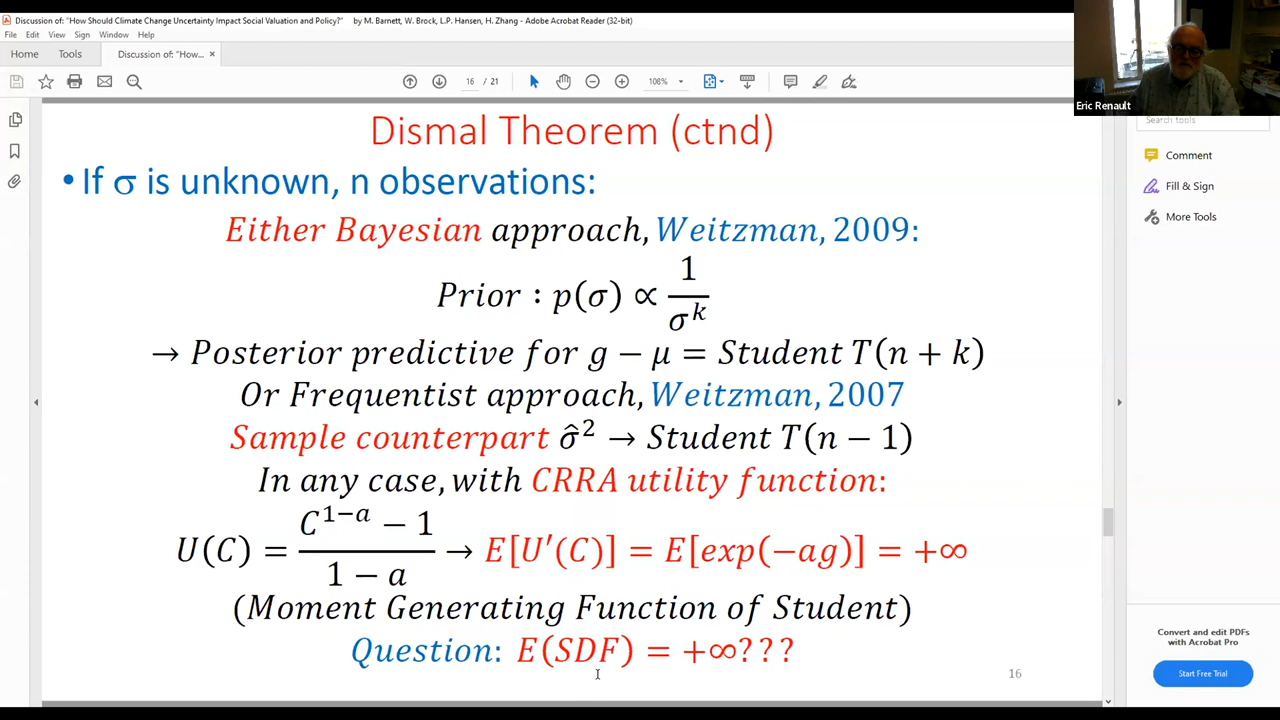 Discussion of: "How Should Climate Change Uncertainty Impact Social Valuation and Policy?" by M. Barnett, W. Brock, L.P. Hansen, H. Zhang - Adobe Acrobat Reader (32-bit)
File Edit View Sign Window Help
Home Tools Discussion of: "How... ×
16 / 21 108%
Eric Renault
Search tools
Comment
Fill & Sign
More Tools
Dismal Theorem (ctnd)
• If σ is unknown, n observations:
Either Bayesian approach, Weitzman, 2009:
Prior : p(σ) ∝ 1/σ^k
→ Posterior predictive for g − μ = Student T(n + k)
Or Frequentist approach, Weitzman, 2007
Sample counterpart σ̂² → Student T(n − 1)
In any case, with CRRA utility function:
U(C) = (C^{1−a} − 1)/(1 − a) → E[U′(C)] = E[exp(−ag)] = +∞
(Moment Generating Function of Student)
Question: E(SDF) = +∞???
16
Convert and edit PDFs
with Acrobat Pro
Start Free Trial